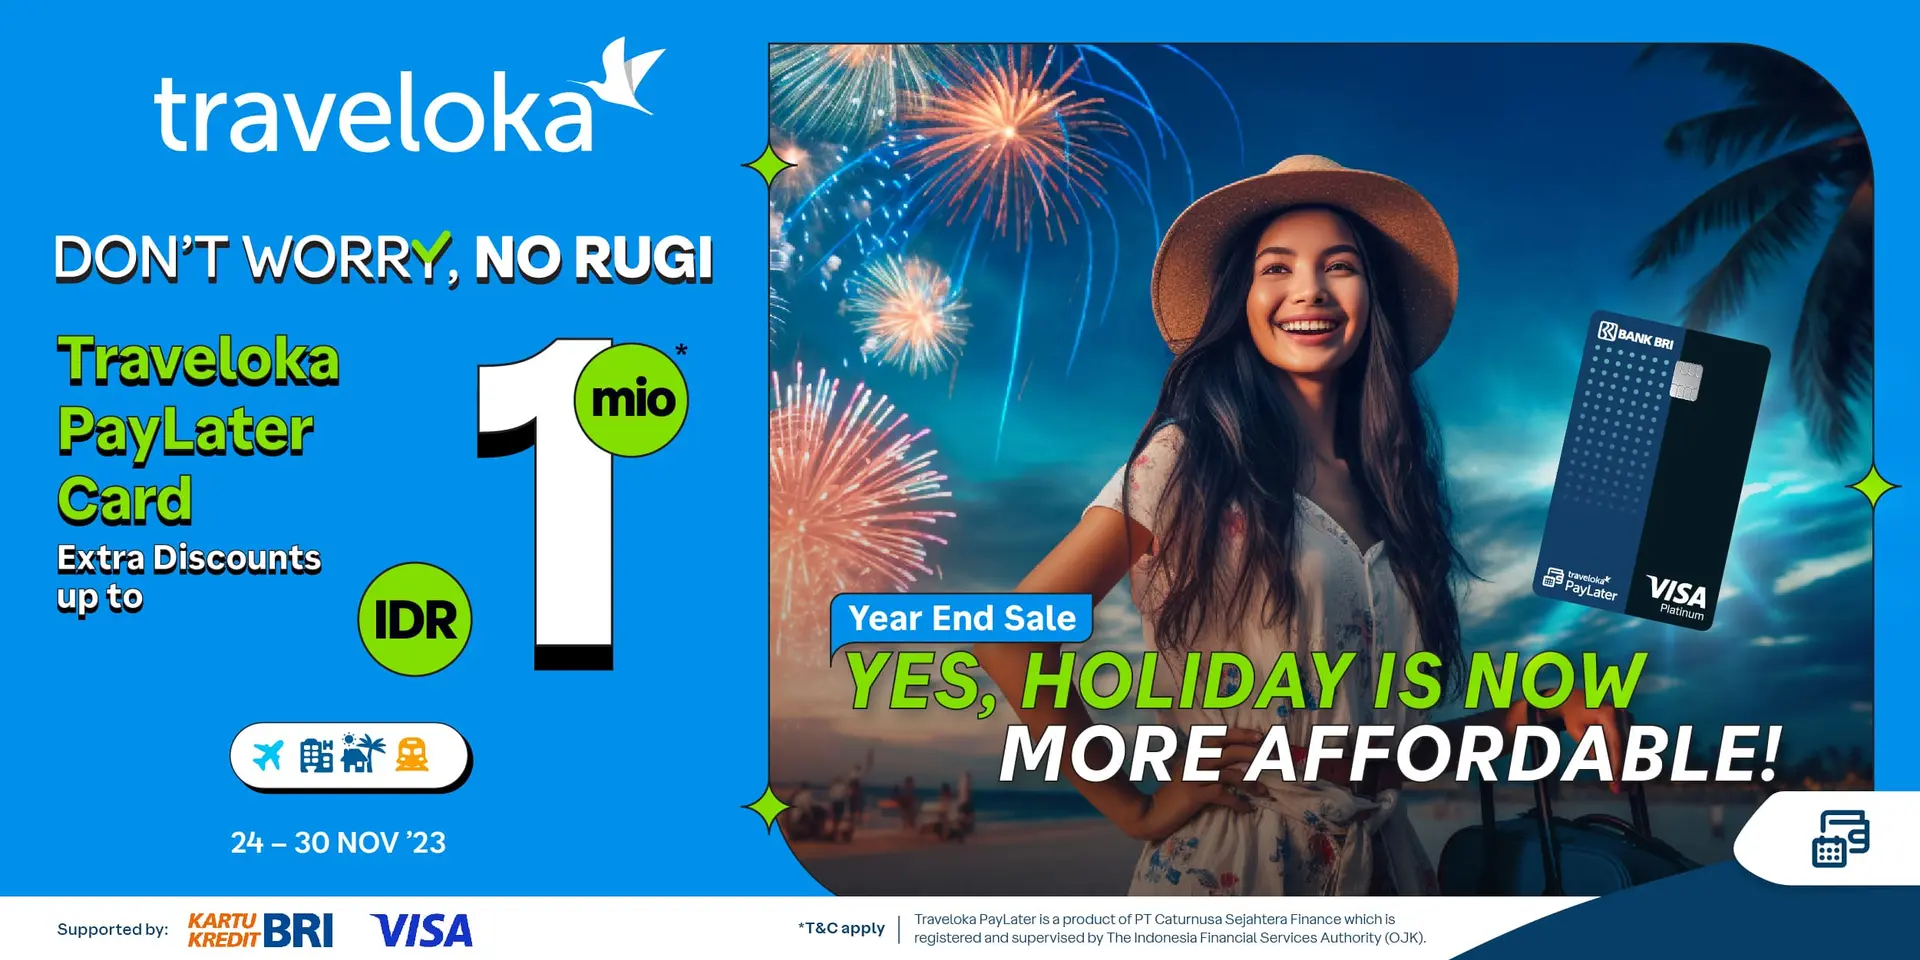 traveloka
DON'T WORRY, NO RUGI
Traveloka
PayLater
Card
Extra Discounts
up to
IDR
1
mio
*
24 – 30 NOV '23
BANK BRI
traveloka
PayLater
VISA
Platinum
Year End Sale
YES, HOLIDAY IS NOW
MORE AFFORDABLE!
Supported by:
KARTU
KREDIT BRI
VISA
*T&C apply
Traveloka PayLater is a product of PT Caturnusa Sejahtera Finance which is
registered and supervised by The Indonesia Financial Services Authority (OJK).